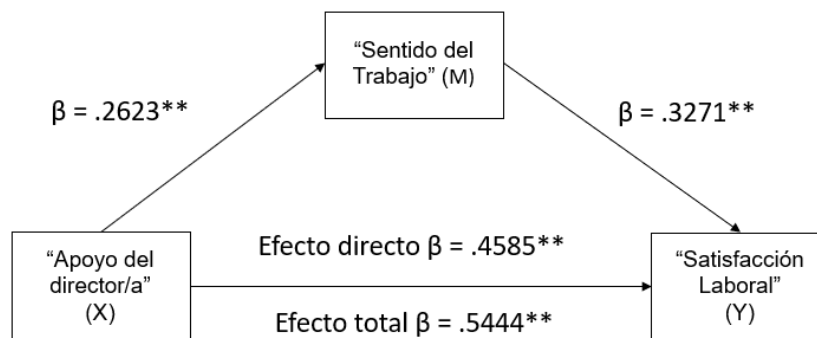 “Sentido del
Trabajo” (M)
β = .2623**
β = .3271**
“Apoyo del
director/a”
(X)
Efecto directo β = .4585**
Efecto total β = .5444**
“Satisfacción
Laboral”
(Y)